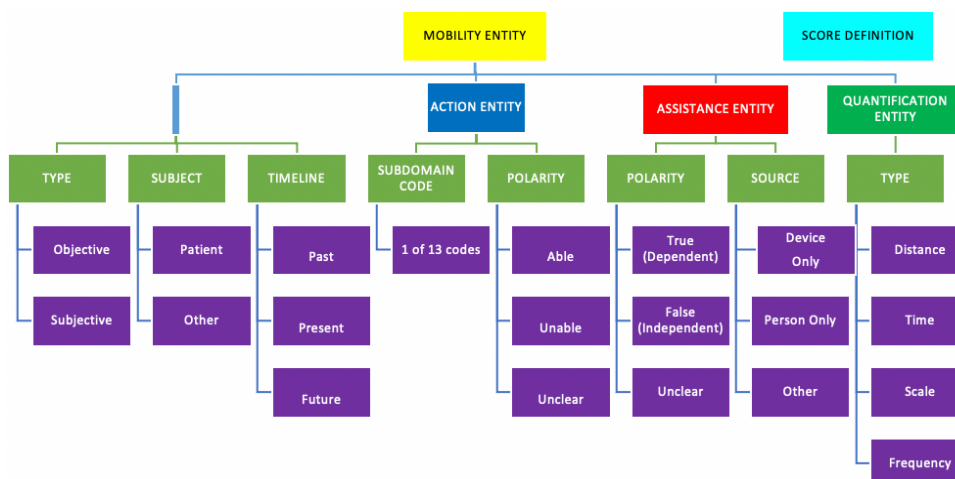 MOBILITY ENTITY
SCORE DEFINITION
ACTION ENTITY
ASSISTANCE ENTITY
QUANTIFICATION
ENTITY
TYPE
SUBJECT
TIMELINE
SUBDOMAIN
CODE
POLARITY
POLARITY
SOURCE
TYPE
Objective
Patient
Past
1 of 13 codes
Able
True
(Dependent)
Device
Only
Distance
Subjective
Other
Present
Unable
False
(Independent)
Person Only
Time
Future
Unclear
Unclear
Other
Scale
Frequency